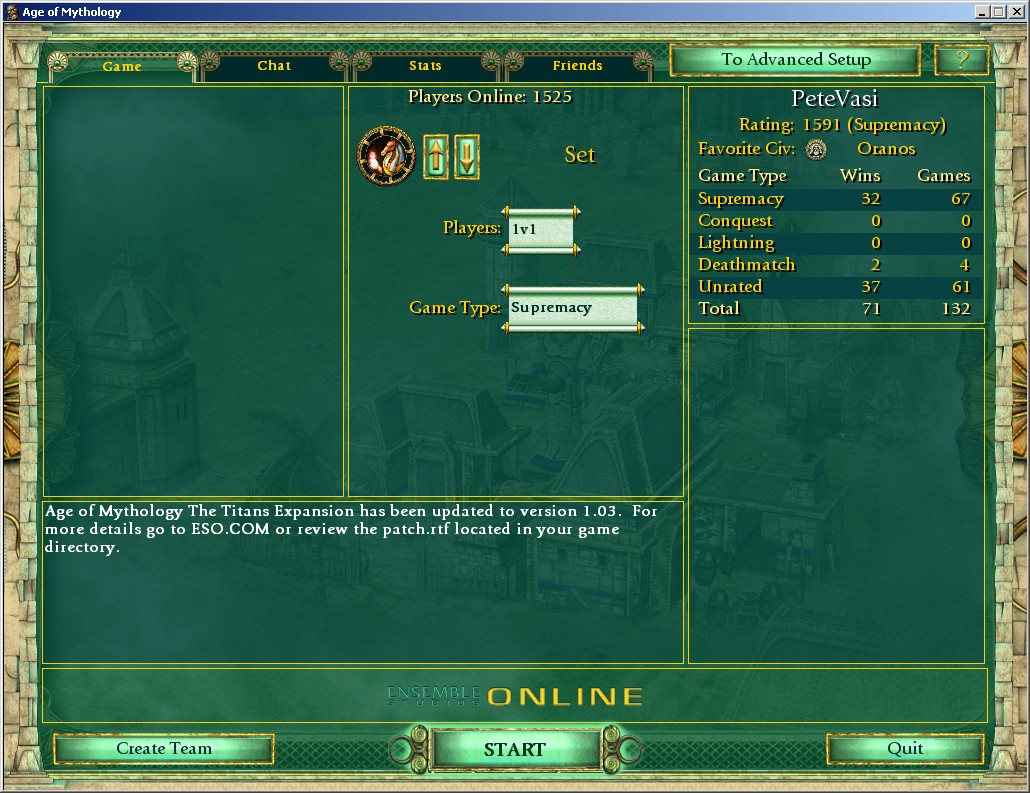 Age of Mythology
Game
Chat
Stats
Friends
To Advanced Setup
?
Players Online: 1525
Set
Players: 1v1
Game Type: Supremacy
PeteVasi
Rating: 1591 (Supremacy)
Favorite Civ: Oranos
Game Type Wins Games
Supremacy 32 67
Conquest 0 0
Lightning 0 0
Deathmatch 2 4
Unrated 37 61
Total 71 132
Age of Mythology The Titans Expansion has been updated to version 1.03. For
more details go to ESO.COM or review the patch.rtf located in your game
directory.
ENSEMBLE STUDIOS ONLINE
Create Team
START
Quit